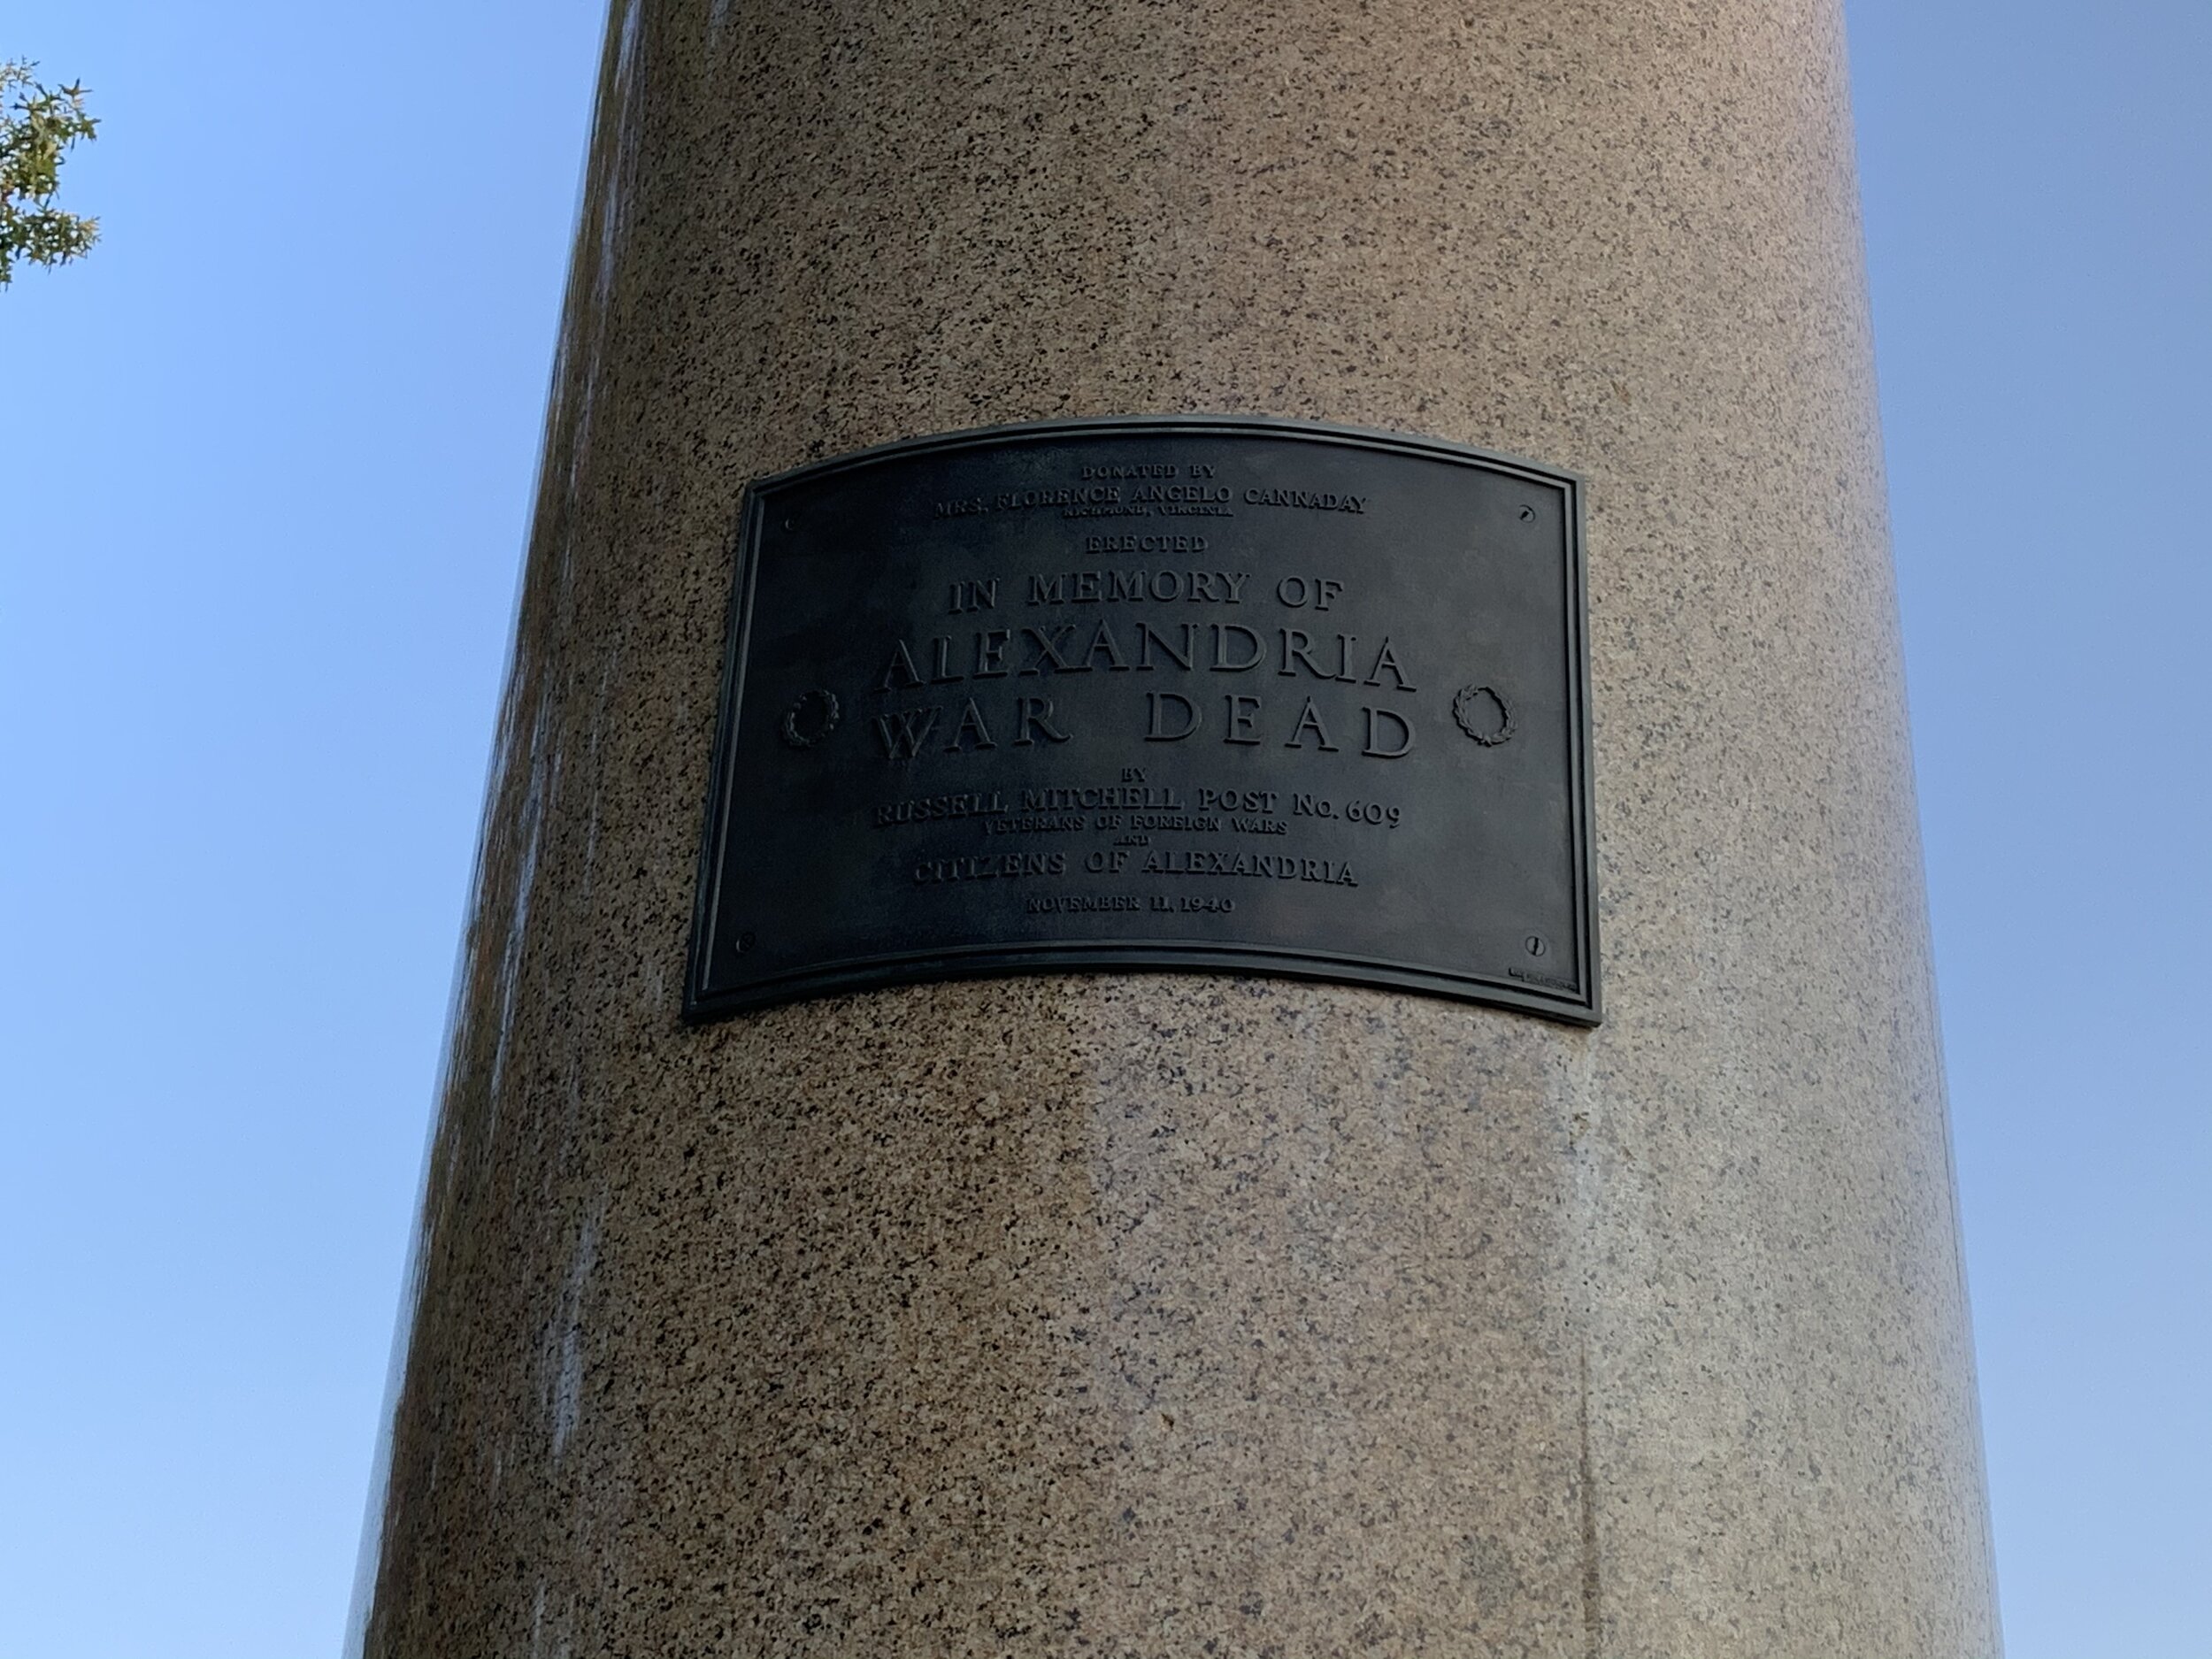 DONATED BY
MRS. FLORENCE ANGELO CANNADAY
RICHMOND, VIRGINIA
ERECTED
IN MEMORY OF
ALEXANDRIA
WAR DEAD
BY
RUSSELL MITCHELL POST No. 609
VETERANS OF FOREIGN WARS
AND
CITIZENS OF ALEXANDRIA
NOVEMBER 11, 1940